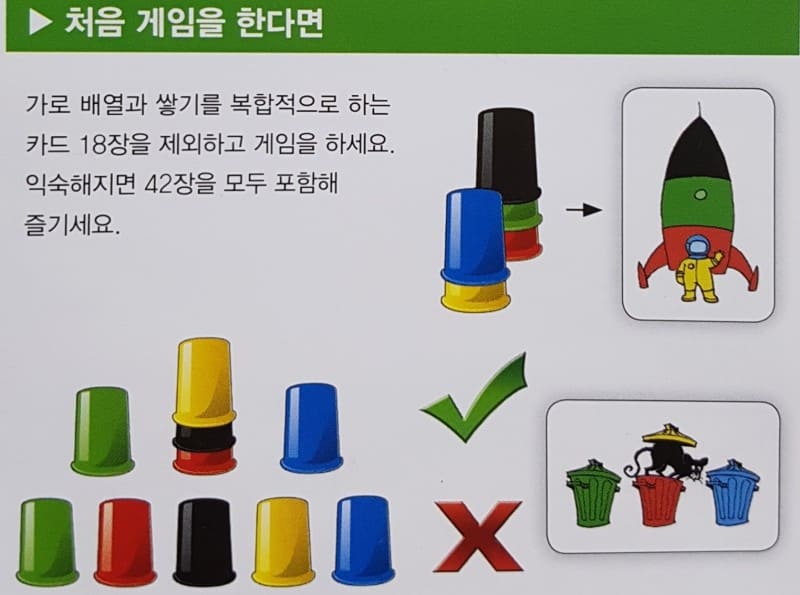 ▶ 처음 게임을 한다면
가로 배열과 쌓기를 복합적으로 하는
카드 18장을 제외하고 게임을 하세요.
익숙해지면 42장을 모두 포함해
즐기세요.